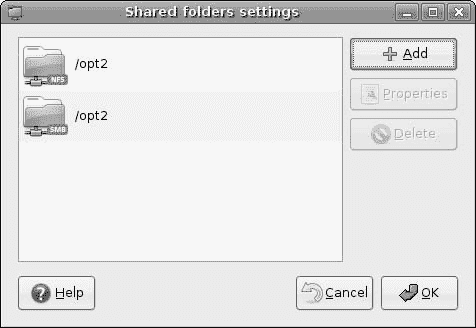 Shared folders settings
NFS
/opt2
Add
Properties
SMB
/opt2
Delete
Help
Cancel
OK